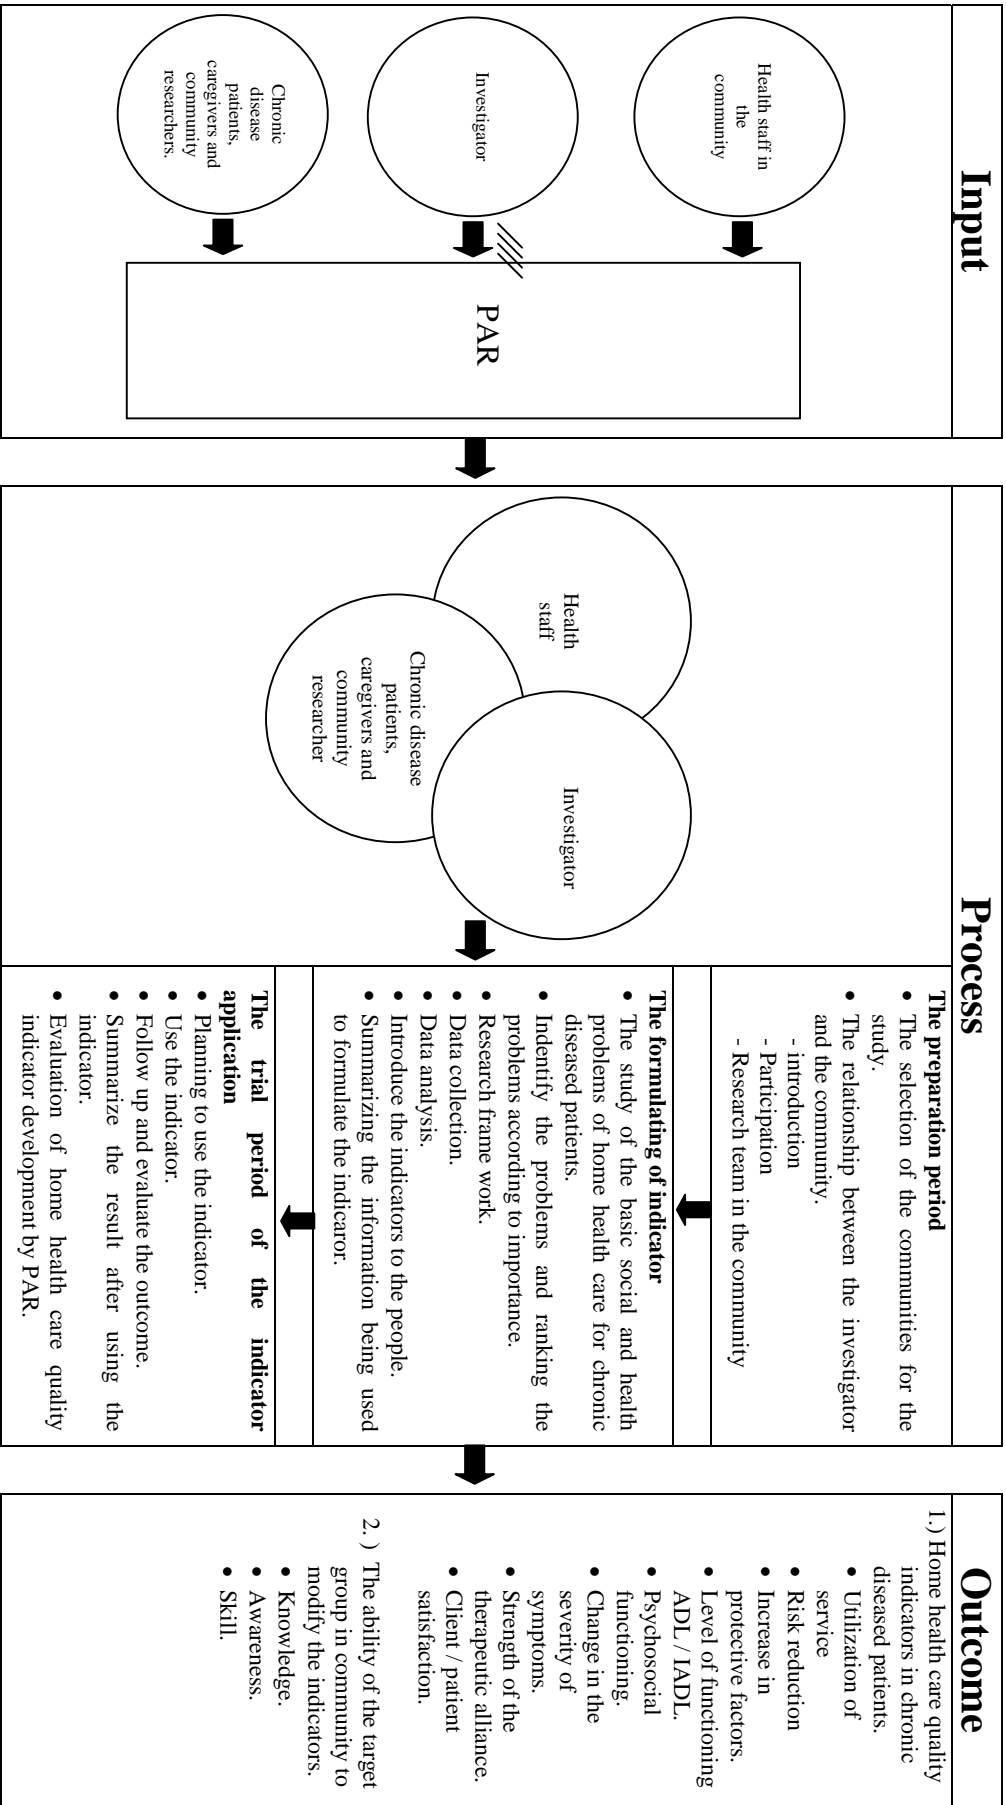 Input
Health staff in
the
community
Investigator
Chronic
disease
patients,
caregivers and
community
researchers.
PAR
Process
Health
staff
Chronic disease
patients,
caregivers and
community
researcher
Investigator
The preparation period
• The selection of the communities for the
study.
• The relationship between the investigator
and the community.
- introduction
- Participation
- Research team in the community
The formulating of indicator
• The study of the basic social and health
problems of home health care for chronic
diseased patients.
• Indentify the problems and ranking the
problems according to importance.
• Research frame work.
• Data collection.
• Data analysis.
• Introduce the indicators to the people.
• Summarizing the information being used
to formulate the indicaror.
The trial period of the indicator
application
• Planning to use the indicator.
• Use the indicator.
• Follow up and evaluate the outcome.
• Summarize the result after using the
indicator.
• Evaluation of home health care quality
indicator development by PAR.
Outcome
1.) Home health care quality
indicators in chronic
diseased patients.
• Utilization of
service
• Risk reduction
• Increase in
protective factors.
• Level of functioning
ADL / IADL.
• Psychosocial
functioning.
• Change in the
severity of
symptoms.
• Strength of the
therapeutic alliance.
• Client / patient
satisfaction.
2. ) The ability of the target
group in community to
modify the indicators.
• Knowledge.
• Awareness.
• Skill.